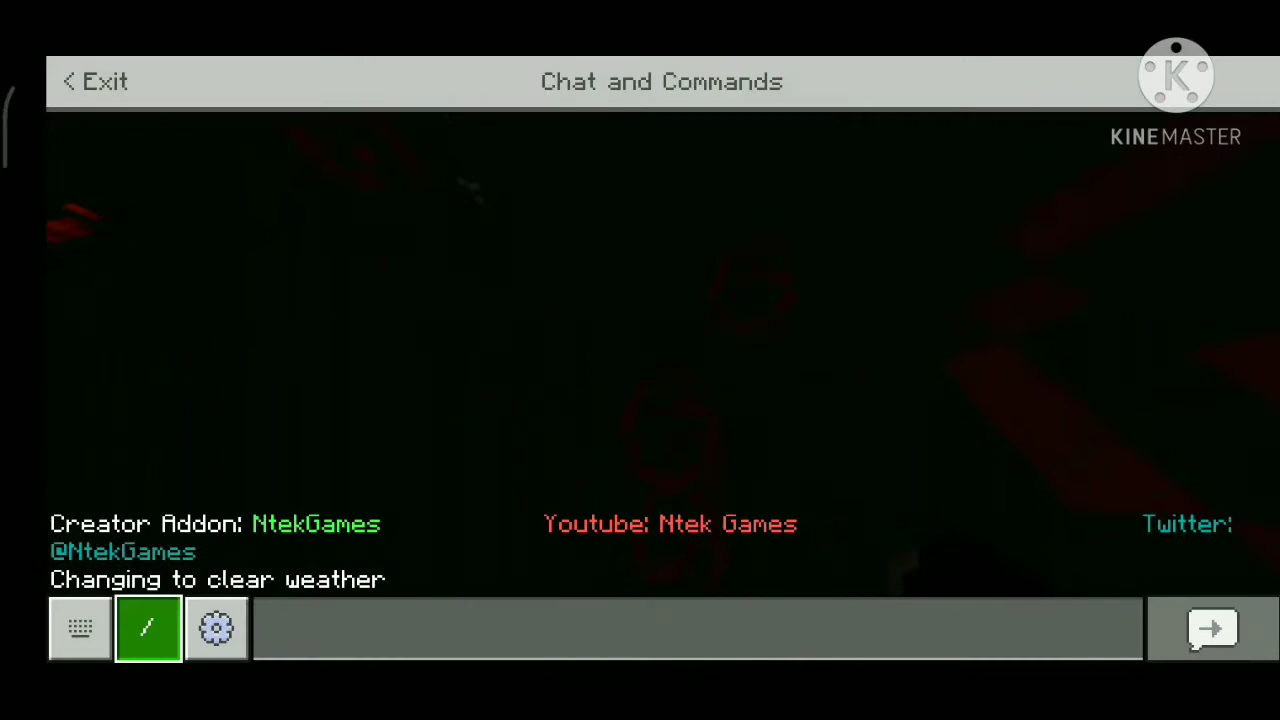 < Exit
Chat and Commands
K
KINEMASTER
Creator Addon: NtekGames Youtube: Ntek Games Twitter:
@NtekGames
Changing to clear weather
/